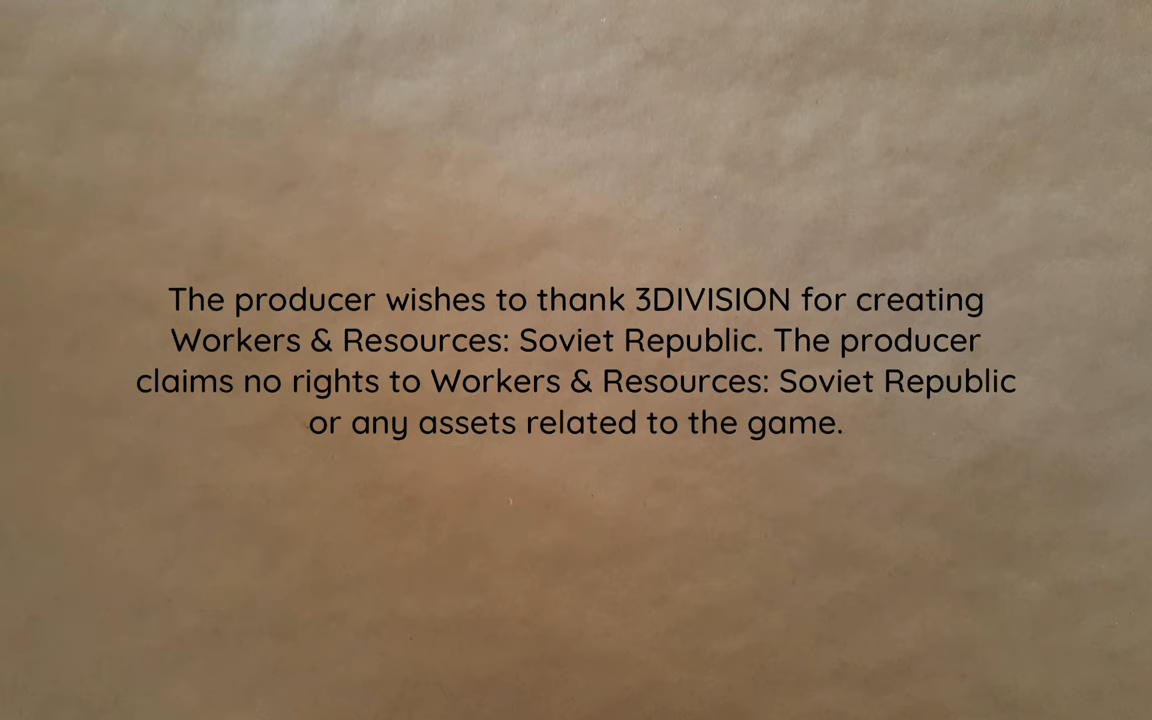 The producer wishes to thank 3DIVISION for creating
Workers & Resources: Soviet Republic. The producer
claims no rights to Workers & Resources: Soviet Republic
or any assets related to the game.